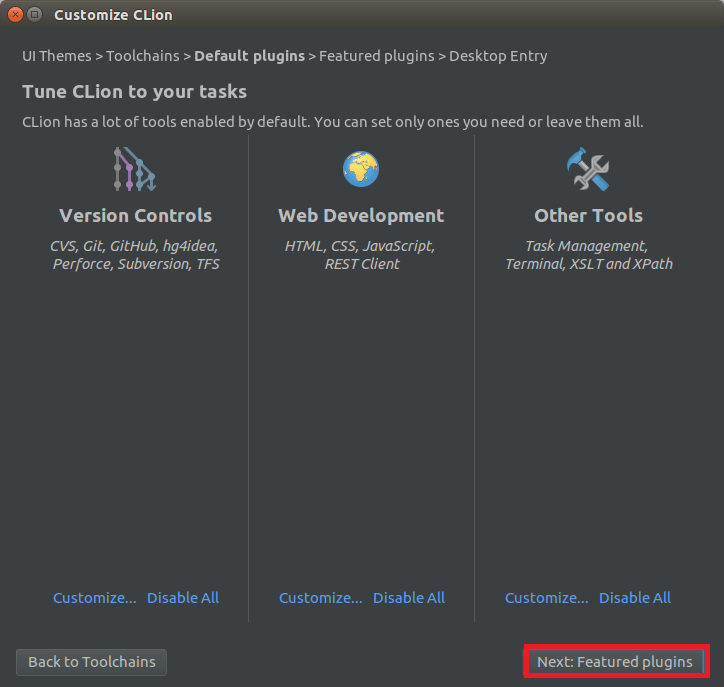 Customize CLion
UI Themes > Toolchains > Default plugins > Featured plugins > Desktop Entry
Tune CLion to your tasks
CLion has a lot of tools enabled by default. You can set only ones you need or leave them all.
Version Controls
CVS, Git, GitHub, hg4idea,
Perforce, Subversion, TFS
Customize... Disable All
Web Development
HTML, CSS, JavaScript,
REST Client
Customize... Disable All
Other Tools
Task Management,
Terminal, XSLT and XPath
Customize... Disable All
Back to Toolchains
Next: Featured plugins